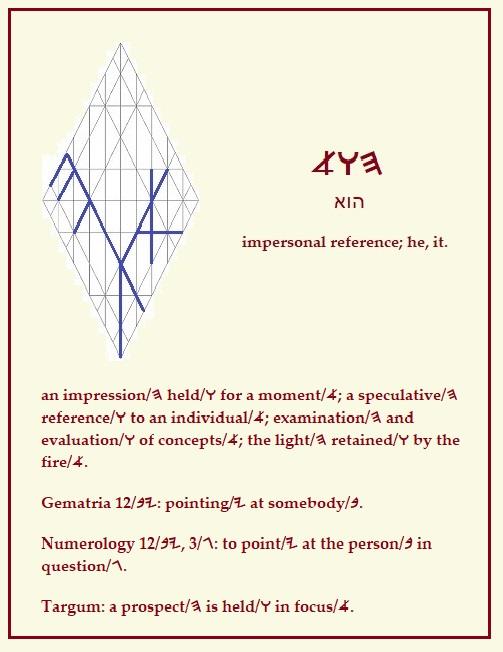 𐤄𐤅𐤀
הוא
impersonal reference; he, it.
an impression/𐤄 held/𐤅 for a moment/𐤀; a speculative/𐤄
reference/𐤅 to an individual/𐤀; examination/𐤄 and
evaluation/𐤅 of concepts/𐤀; the light/𐤄 retained/𐤅 by the
fire/𐤀.
Gematria 12/𐤉𐤁: pointing/𐤉 at somebody/𐤁.
Numerology 12/𐤉𐤁, 3/𐤂: to point/𐤉 at the person/𐤁 in
question/𐤂.
Targum: a prospect/𐤄 is held/𐤅 in focus/𐤀.